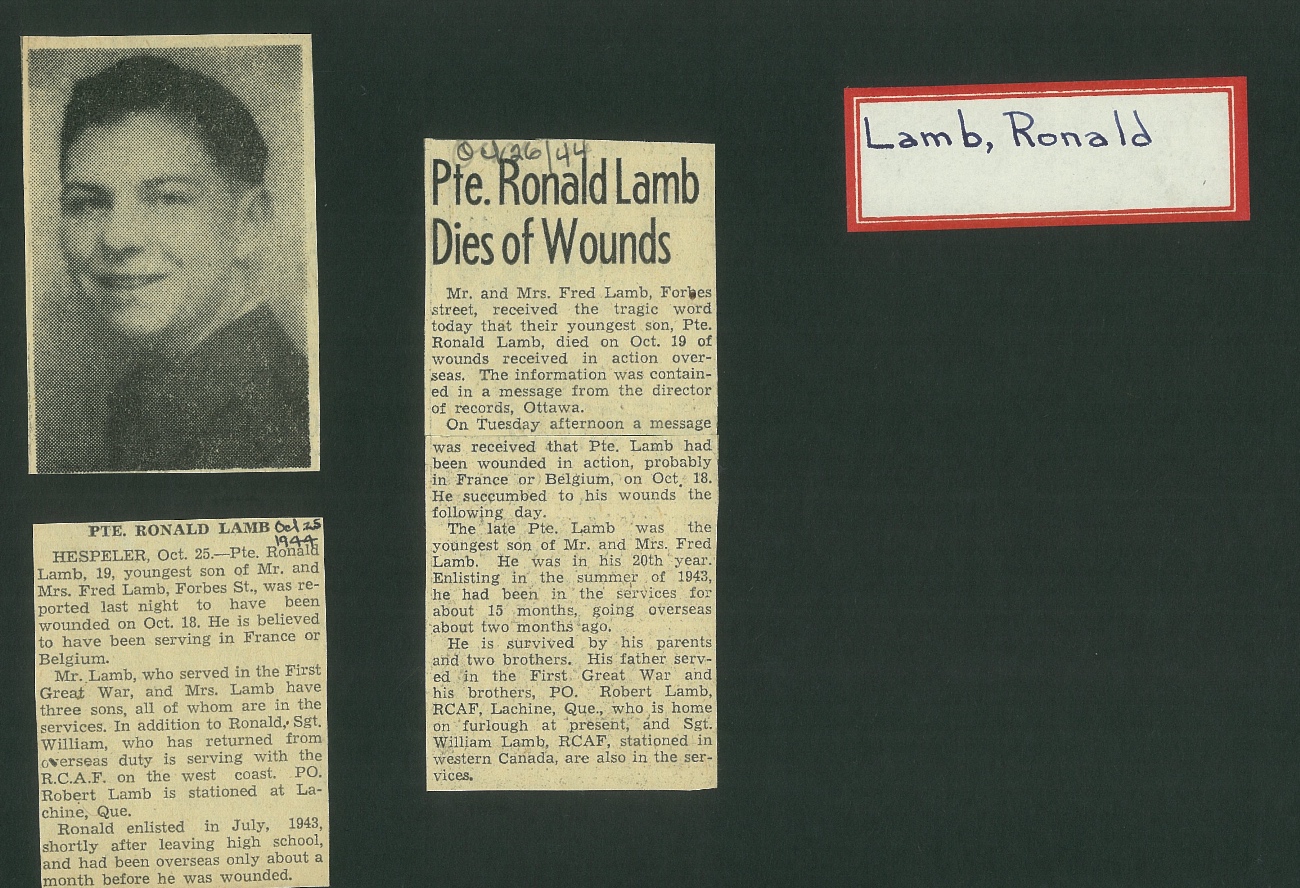 PTE. RONALD LAMB Oct 25
1944
HESPELER, Oct. 25.—Pte. Ronald
Lamb, 19, youngest son of Mr. and
Mrs. Fred Lamb, Forbes St., was re-
ported last night to have been
wounded on Oct. 18. He is believed
to have been serving in France or
Belgium.
Mr. Lamb, who served in the First
Great War, and Mrs. Lamb have
three sons, all of whom are in the
services. In addition to Ronald, Sgt.
William, who has returned from
overseas duty is serving with the
R.C.A.F. on the west coast. PO.
Robert Lamb is stationed at La-
chine, Que.
Ronald enlisted in July, 1943,
shortly after leaving high school,
and had been overseas only about a
month before he was wounded.
Oct 26/44
Pte. Ronald Lamb
Dies of Wounds
Mr. and Mrs. Fred Lamb, Forbes
street, received the tragic word
today that their youngest son, Pte.
Ronald Lamb, died on Oct. 19 of
wounds received in action over-
seas. The information was contain-
ed in a message from the director
of records, Ottawa.
On Tuesday afternoon a message
was received that Pte. Lamb had
been wounded in action, probably
in France or Belgium, on Oct. 18.
He succumbed to his wounds the
following day.
The late Pte. Lamb was the
youngest son of Mr. and Mrs. Fred
Lamb. He was in his 20th year.
Enlisting in the summer of 1943,
he had been in the services for
about 15 months, going overseas
about two months ago.
He is survived by his parents
and two brothers. His father serv-
ed in the First Great War and
his brothers, PO. Robert Lamb,
RCAF, Lachine, Que., who is home
on furlough at present, and Sgt.
William Lamb, RCAF, stationed in
western Canada, are also in the ser-
vices.
Lamb, Ronald